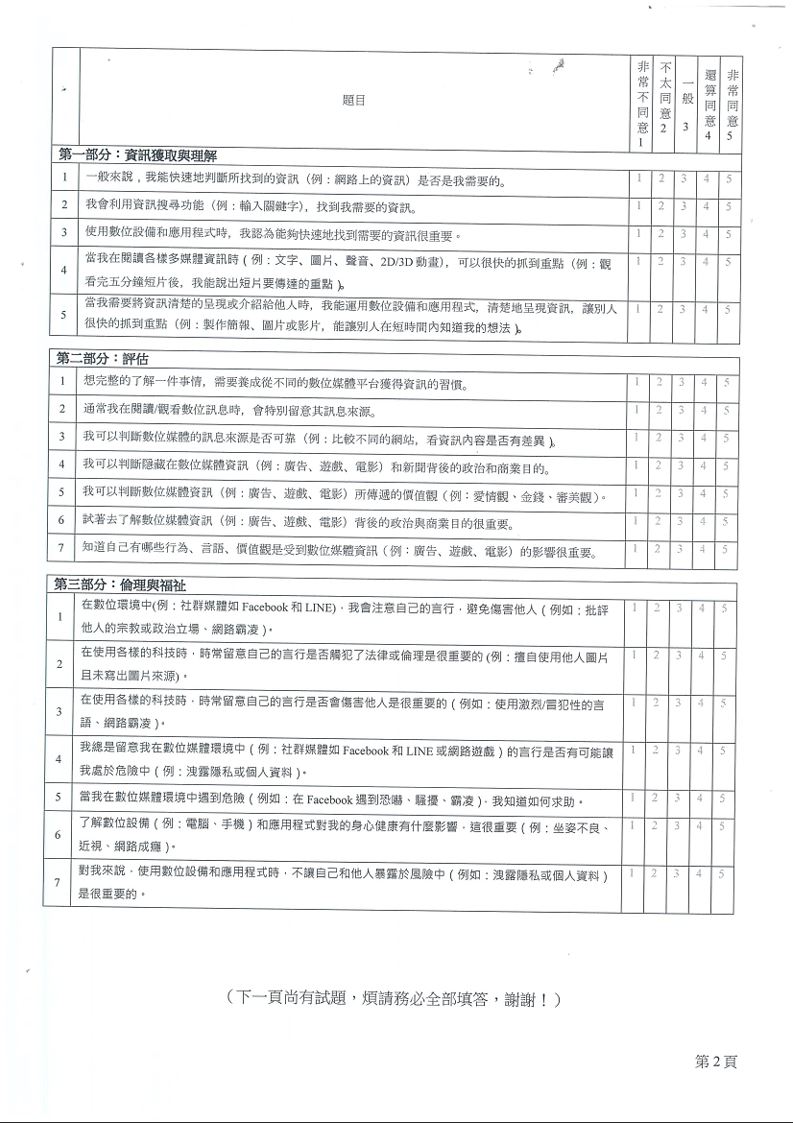 題目 非常不同意1 不太同意2 一般3 還算同意4 非常同意5
第一部分：資訊獲取與理解
1 一般來說，我能快速地判斷所找到的資訊（例：網路上的資訊）是否是我需要的。 1 2 3 4 5
2 我會利用資訊搜尋功能（例：輸入關鍵字），找到我需要的資訊。 1 2 3 4 5
3 使用數位設備和應用程式時，我認為能夠快速地找到需要的資訊很重要。 1 2 3 4 5
4 當我在閱讀各樣多媒體資訊時（例：文字、圖片、聲音、2D/3D動畫），可以很快的抓到重點（例：觀 1 2 3 4 5
看完五分鐘短片後，我能說出短片要傳達的重點）。
5 當我需要將資訊清楚的呈現或介紹給他人時，我能運用數位設備和應用程式，清楚地呈現資訊，讓別人 1 2 3 4 5
很快的抓到重點（例：製作簡報、圖片或影片，能讓別人在短時間內知道我的想法）。
第二部分：評估
1 想完整的了解一件事情，需要養成從不同的數位媒體平台獲得資訊的習慣。 1 2 3 4 5
2 通常我在閱讀/觀看數位訊息時，會特別留意其訊息來源。 1 2 3 4 5
3 我可以判斷數位媒體的訊息來源是否可靠（例：比較不同的網站，看資訊內容是否有差異）。 1 2 3 4 5
4 我可以判斷隱藏在數位媒體資訊（例：廣告、遊戲、電影）和新聞背後的政治和商業目的。 1 2 3 4 5
5 我可以判斷數位媒體資訊（例：廣告、遊戲、電影）所傳遞的價值觀（例：愛情觀、金錢、審美觀）。 1 2 3 4 5
6 試著去了解數位媒體資訊（例：廣告、遊戲、電影）背後的政治與商業目的很重要。 1 2 3 4 5
7 知道自己有哪些行為、言語、價值觀是受到數位媒體資訊（例：廣告、遊戲、電影）的影響很重要。 1 2 3 4 5
第三部分：倫理與福祉
1 在數位環境中(例：社群媒體如 Facebook 和 LINE)，我會注意自己的言行，避免傷害他人（例如：批評 1 2 3 4 5
他人的宗教或政治立場、網路霸凌）。
2 在使用各樣的科技時，時常留意自己的言行是否觸犯了法律或倫理是很重要的 (例：擅自使用他人圖片 1 2 3 4 5
且未寫出圖片來源)。
3 在使用各樣的科技時，時常留意自己的言行是否會傷害他人是很重要的（例如：使用激烈/冒犯性的言 1 2 3 4 5
語、網路霸凌）。
4 我總是留意我在數位媒體環境中（例：社群媒體如 Facebook 和 LINE 或網路遊戲）的言行是否有可能讓 1 2 3 4 5
我處於危險中（例：洩露隱私或個人資料）。
5 當我在數位媒體環境中遇到危險（例如：在 Facebook 遇到恐嚇、騷擾、霸凌），我知道如何求助。 1 2 3 4 5
6 了解數位設備（例：電腦、手機）和應用程式對我的身心健康有什麼影響，這很重要（例：坐姿不良、 1 2 3 4 5
近視、網路成癮）。
7 對我來說，使用數位設備和應用程式時，不讓自己和他人暴露於風險中（例如：洩露隱私或個人資料） 1 2 3 4 5
是很重要的。
（下一頁尚有試題，煩請務必全部填答，謝謝！）
第 2 頁